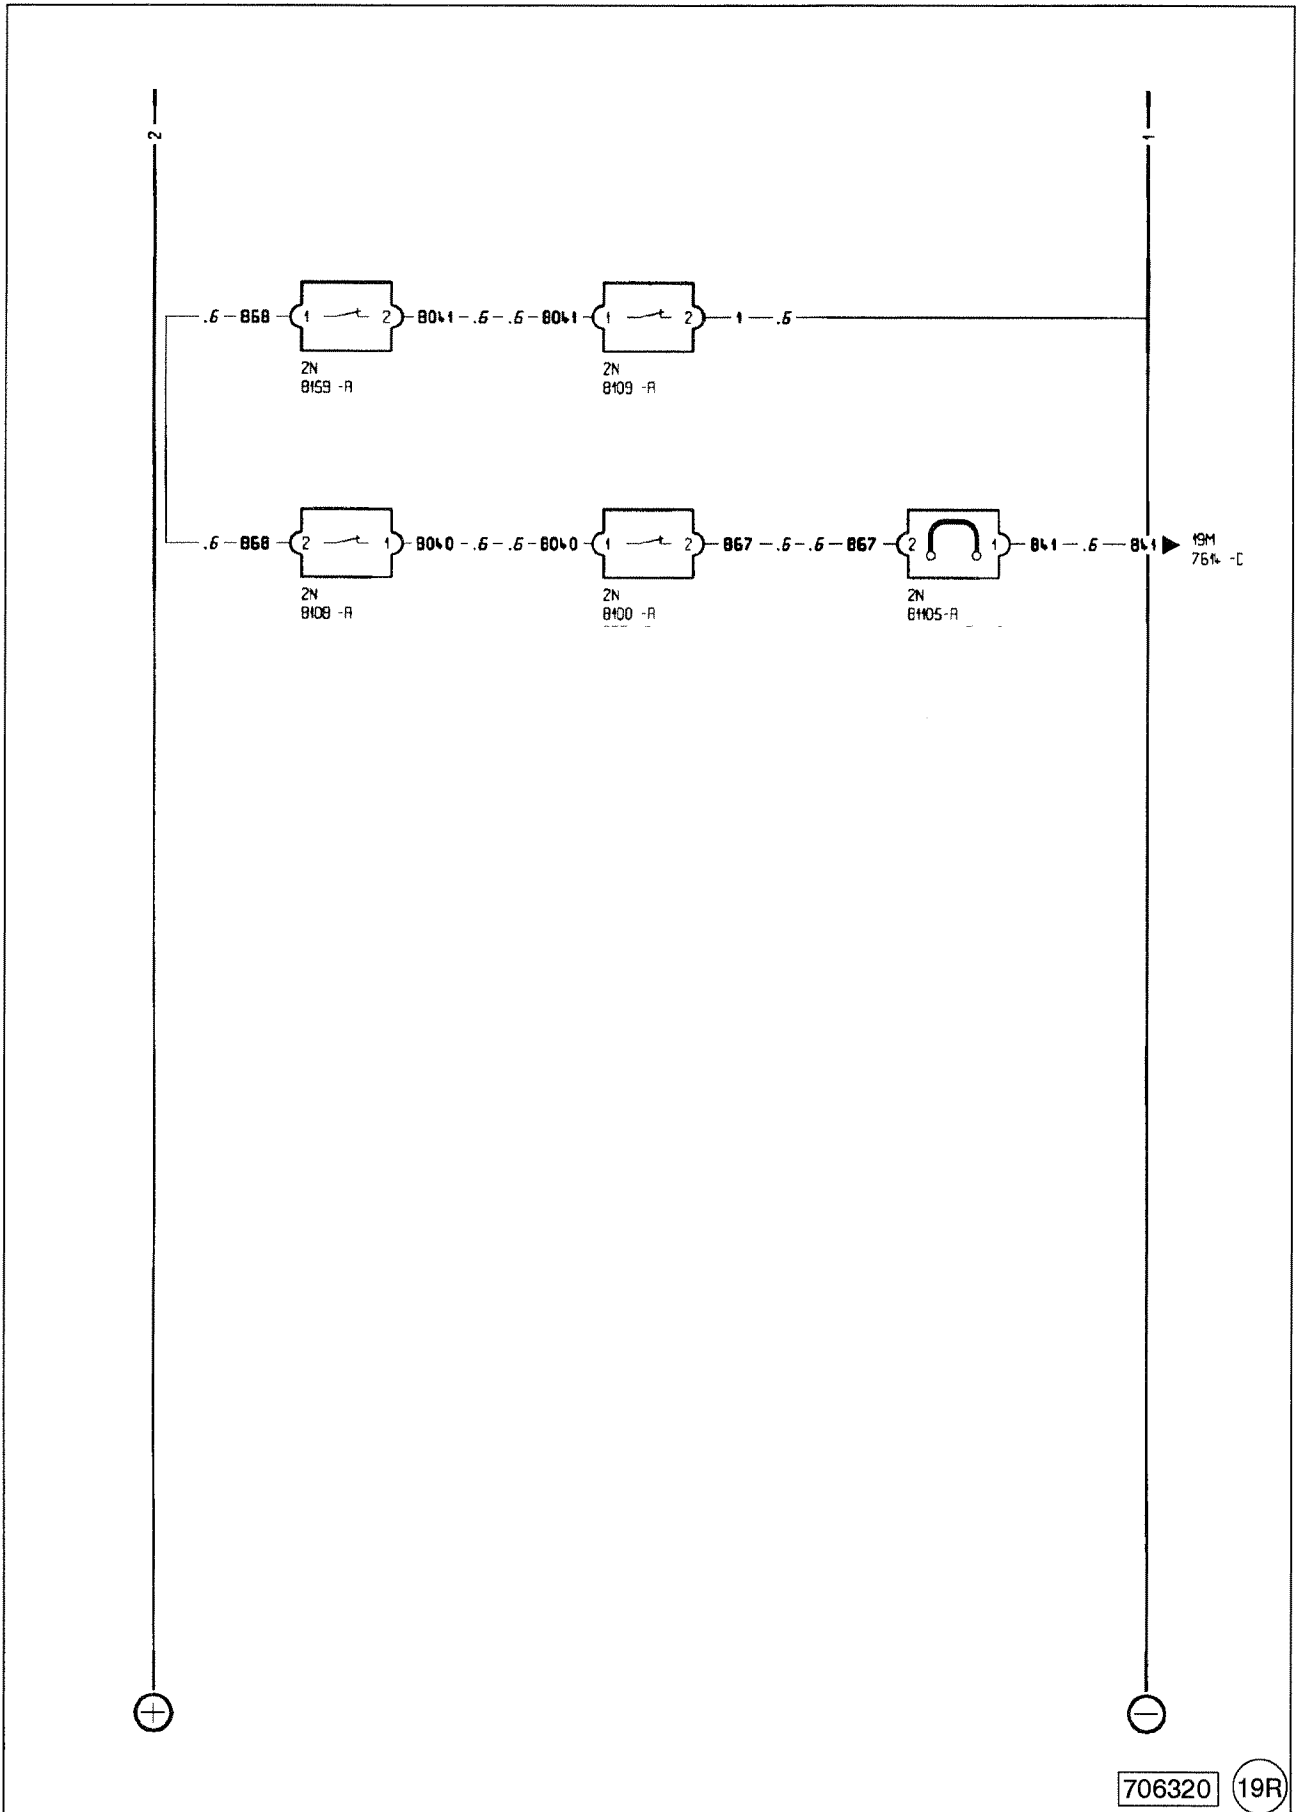 2
1
.6 868 1 2 8041 .6 .6 8041 1 2 1 .6
2N 2N
8159 -A 8109 -A
.6 868 2 1 8040 .6 .6 8040 1 2 867 .6 .6 867 2 1 841 .6 841 19M
7614 -C
2N 2N 2N
8108 -A 8100 -A 81105-A
+ −
706320 19R